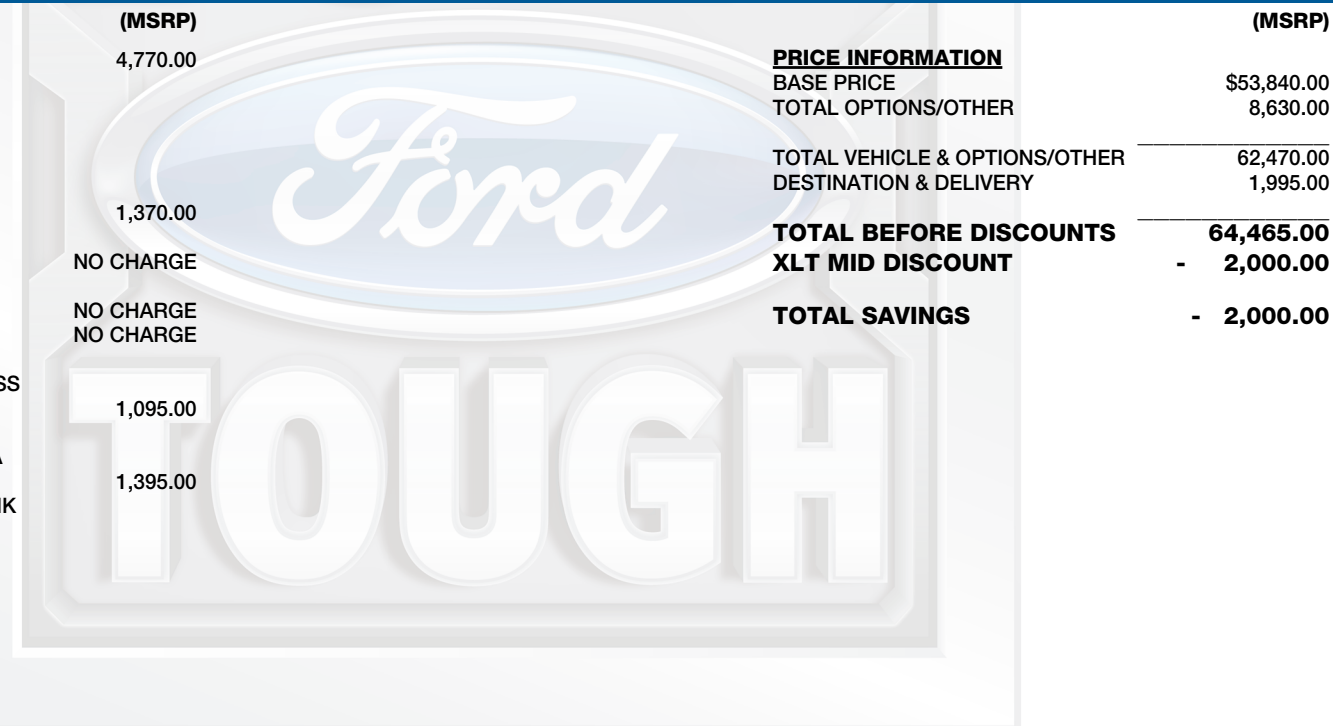 (MSRP)
4,770.00
1,370.00
NO CHARGE
NO CHARGE
NO CHARGE
SS
1,095.00
A
1,395.00
(MSRP)
PRICE INFORMATION
BASE PRICE $53,840.00
TOTAL OPTIONS/OTHER 8,630.00
TOTAL VEHICLE & OPTIONS/OTHER 62,470.00
DESTINATION & DELIVERY 1,995.00
TOTAL BEFORE DISCOUNTS 64,465.00
XLT MID DISCOUNT - 2,000.00
TOTAL SAVINGS - 2,000.00
Ford
TOUGH